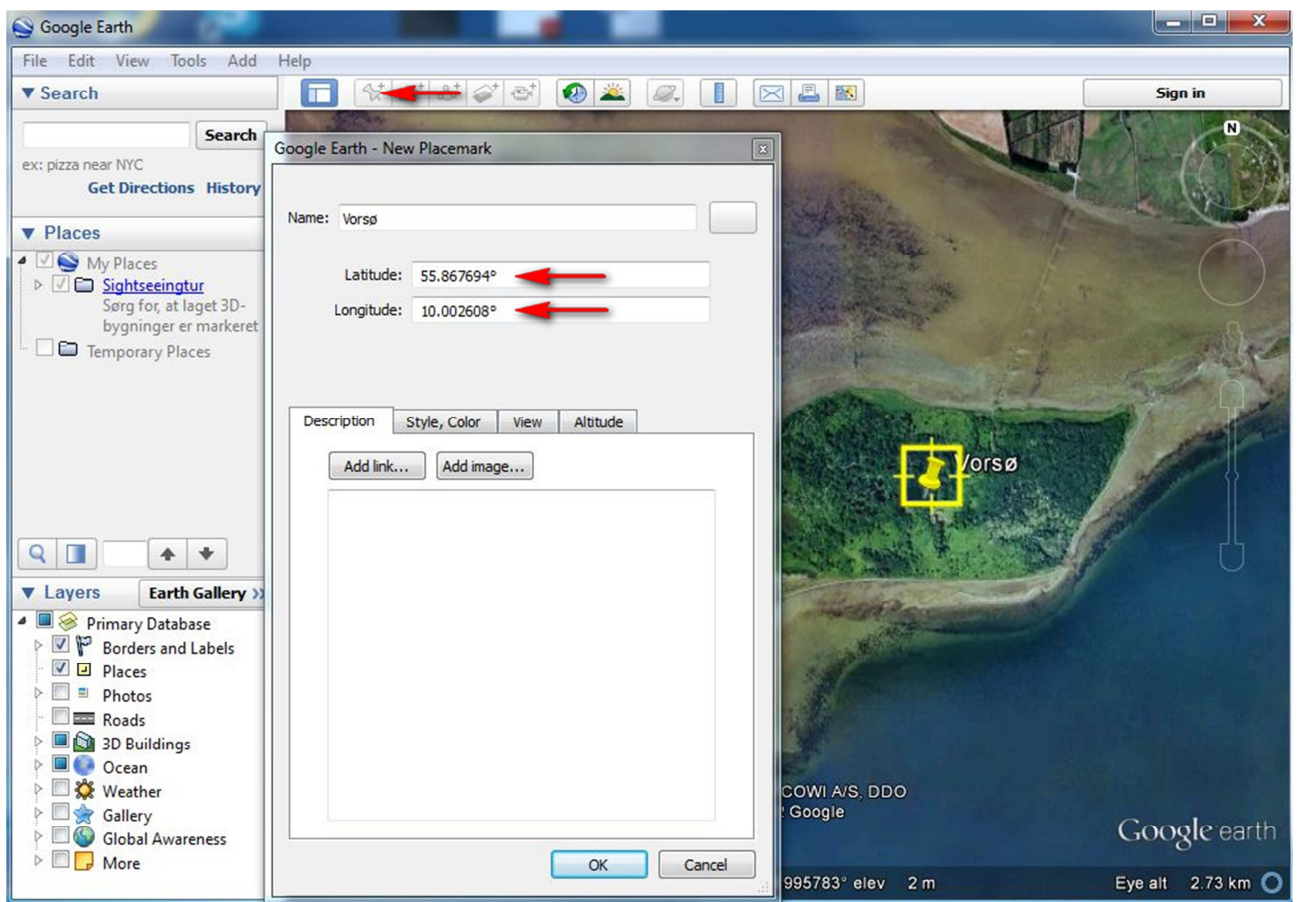 Google Earth
File Edit View Tools Add Help
Search
Sign in
Search
ex: pizza near NYC
Get Directions History
Places
My Places
Sightseeingtur
Sørg for, at laget 3D-
bygninger er markeret
Temporary Places
Layers
Earth Gallery >>
Primary Database
Borders and Labels
Places
Photos
Roads
3D Buildings
Ocean
Weather
Gallery
Global Awareness
More
Google Earth - New Placemark
Name: Vorsø
Latitude: 55.867694°
Longitude: 10.002608°
Description Style, Color View Altitude
Add link... Add image...
OK Cancel
N
Vorsø
COWI A/S, DDO
Google
Google earth
995783° elev 2 m
Eye alt 2.73 km